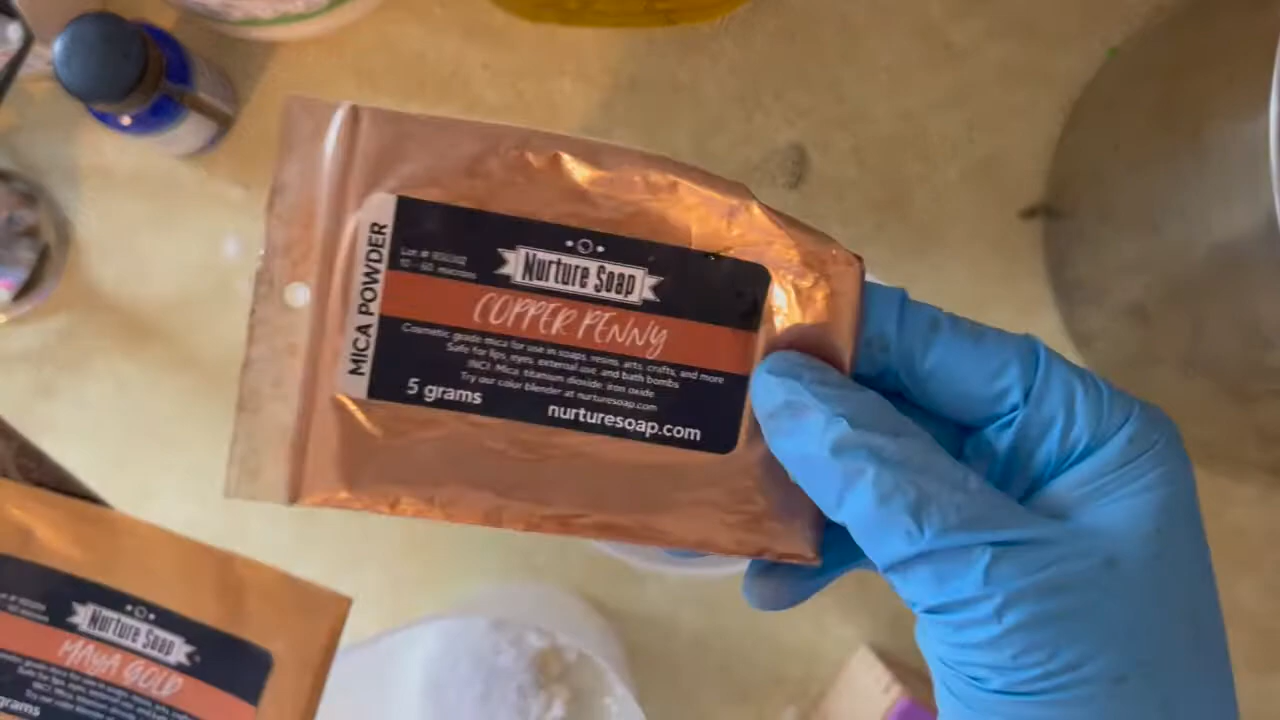 MICA POWDER
Lot #
10 - 60 microns
Nurture Soap
COPPER PENNY
Cosmetic grade mica for use in soaps, resins, arts, crafts, and more
Safe for lips, eyes, external use, and bath bombs
INCI: Mica, titanium dioxide, iron oxide
Try our color blender at nurturesoap.com
5 grams
nurturesoap.com
Nurture Soap
MAYA GOLD
grams